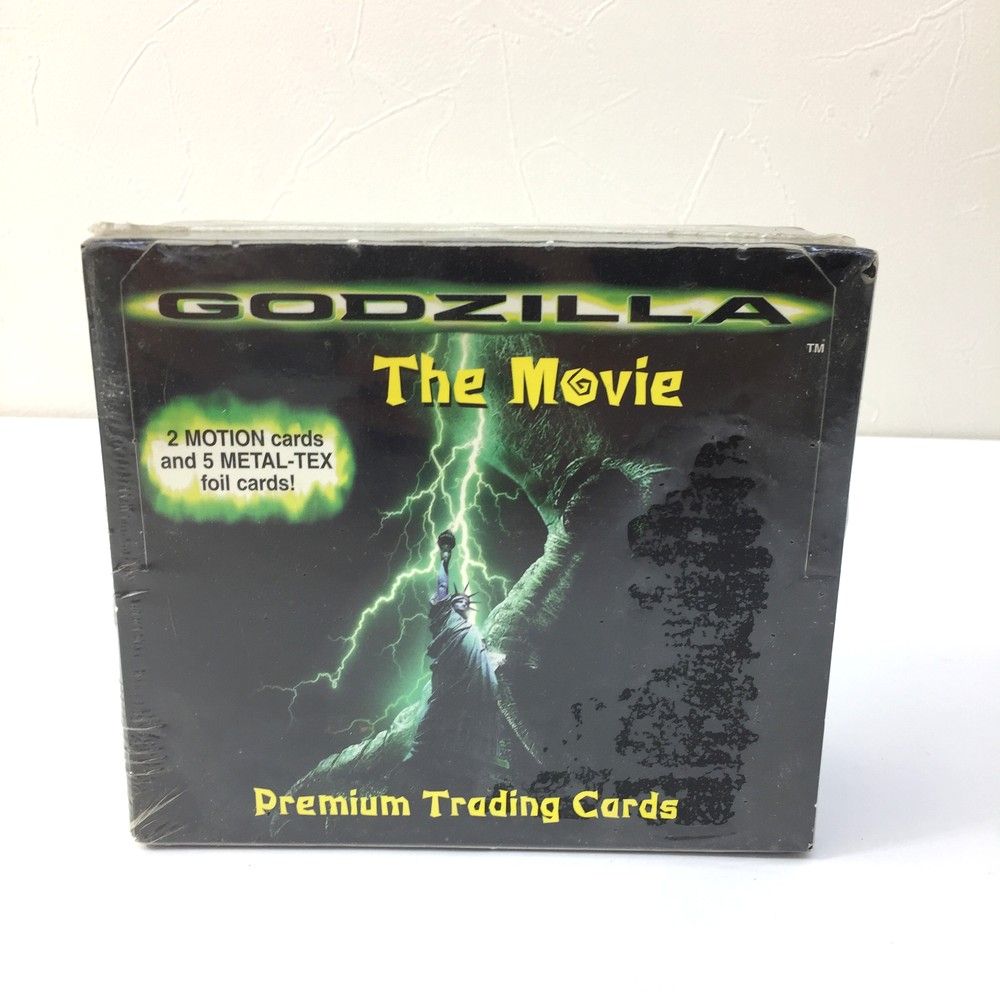 GODZILLA
TM
The Movie
2 MOTION cards
and 5 METAL-TEX
foil cards!
Premium Trading Cards